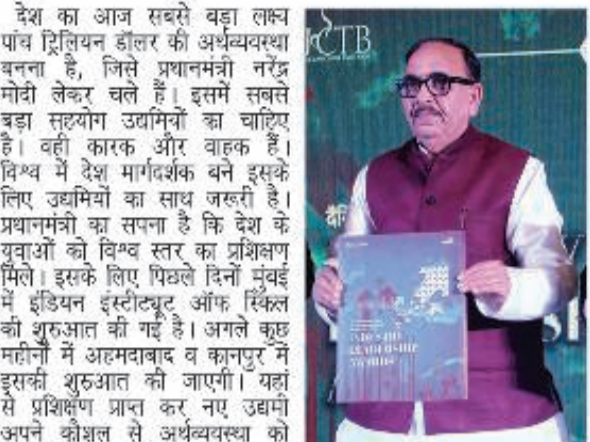 देश का आज सबसे बड़ा लक्ष्य
पांच ट्रिलियन डॉलर की अर्थव्यवस्था
बनना है, जिसे प्रधानमंत्री नरेंद्र
मोदी लेकर चले हैं। इसमें सबसे
बड़ा सहयोग उद्यमियों का चाहिए
है। वही कारक और वाहक हैं।
विश्व में देश मार्गदर्शक बने इसके
लिए उद्यमियों का साथ जरूरी है।
प्रधानमंत्री का सपना है कि देश के
युवाओं को विश्व स्तर का प्रशिक्षण
मिले। इसके लिए पिछले दिनों मुंबई
में इंडियन इंस्टीट्यूट ऑफ स्किल
की शुरुआत की गई है। अगले कुछ
महीनों में अहमदाबाद व कानपुर में
इसकी शुरुआत की जाएगी। यहां
से प्रशिक्षण प्राप्त कर नए उद्यमी
अपने कौशल से अर्थव्यवस्था को
CTB